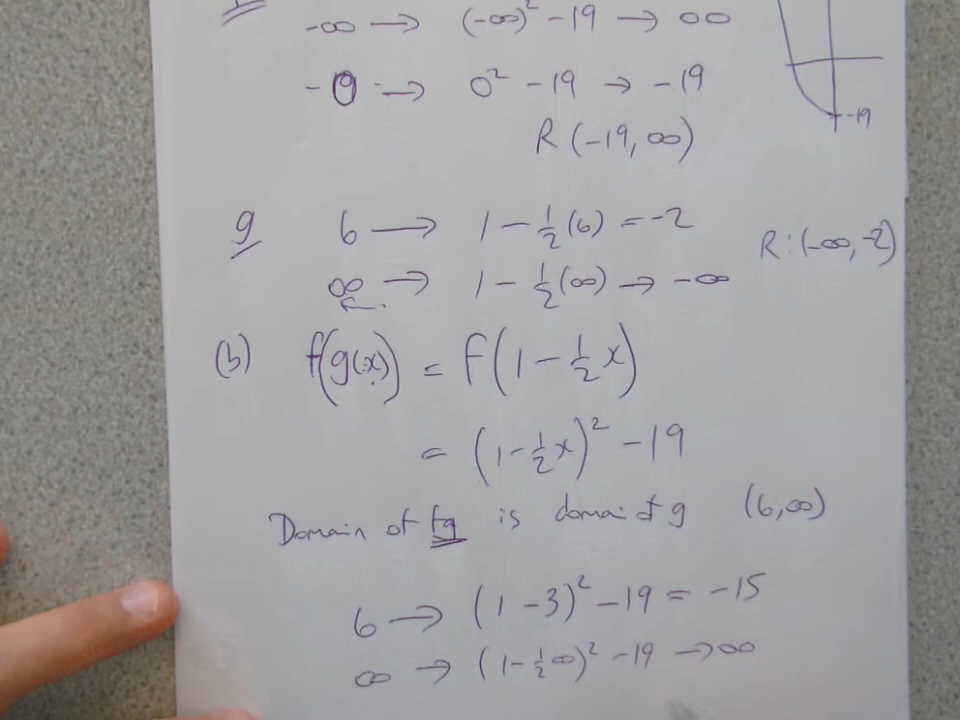 -∞ → (-∞)² - 19 → ∞
-0 → 0² - 19 → -19
-19
R (-19, ∞)
g 6 → 1 - 1/2(6) = -2
R: (-∞, -2)
∞ → 1 - 1/2(∞) → -∞
(b) f(g(x)) = f(1 - 1/2 x)
= (1 - 1/2 x)² - 19
Domain of fg is domain of g (6, ∞)
6 → (1 - 3)² - 19 = -15
∞ → (1 - 1/2 ∞)² - 19 → ∞